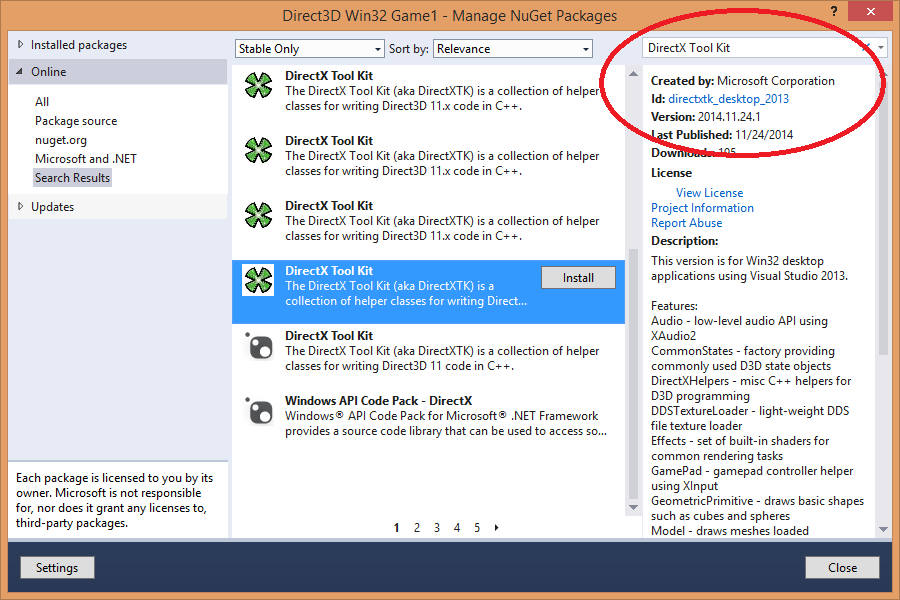 Direct3D Win32 Game1 - Manage NuGet Packages
?
Installed packages
Online
All
Package source
nuget.org
Microsoft and .NET
Search Results
Updates
Each package is licensed to you by its
owner. Microsoft is not responsible
for, nor does it grant any licenses to,
third-party packages.
Stable Only
Sort by:
Relevance
DirectX Tool Kit
The DirectX Tool Kit (aka DirectXTK) is a collection of helper
classes for writing Direct3D 11.x code in C++.
DirectX Tool Kit
The DirectX Tool Kit (aka DirectXTK) is a collection of helper
classes for writing Direct3D 11.x code in C++.
DirectX Tool Kit
The DirectX Tool Kit (aka DirectXTK) is a collection of helper
classes for writing Direct3D 11.x code in C++.
DirectX Tool Kit
The DirectX Tool Kit (aka DirectXTK) is a
collection of helper classes for writing Direct...
Install
DirectX Tool Kit
The DirectX Tool Kit (aka DirectXTK) is a collection of helper
classes for writing Direct3D 11 code in C++.
Windows API Code Pack - DirectX
Windows® API Code Pack for Microsoft® .NET Framework
provides a source code library that can be used to access so...
1 2 3 4 5
DirectX Tool Kit
Created by: Microsoft Corporation
Id: directxtk_desktop_2013
Version: 2014.11.24.1
Last Published: 11/24/2014
Downloads: 105
License
View License
Project Information
Report Abuse
Description:
This version is for Win32 desktop
applications using Visual Studio 2013.
Features:
Audio - low-level audio API using
XAudio2
CommonStates - factory providing
commonly used D3D state objects
DirectXHelpers - misc C++ helpers for
D3D programming
DDSTextureLoader - light-weight DDS
file texture loader
Effects - set of built-in shaders for
common rendering tasks
GamePad - gamepad controller helper
using XInput
GeometricPrimitive - draws basic shapes
such as cubes and spheres
Model - draws meshes loaded
Settings
Close